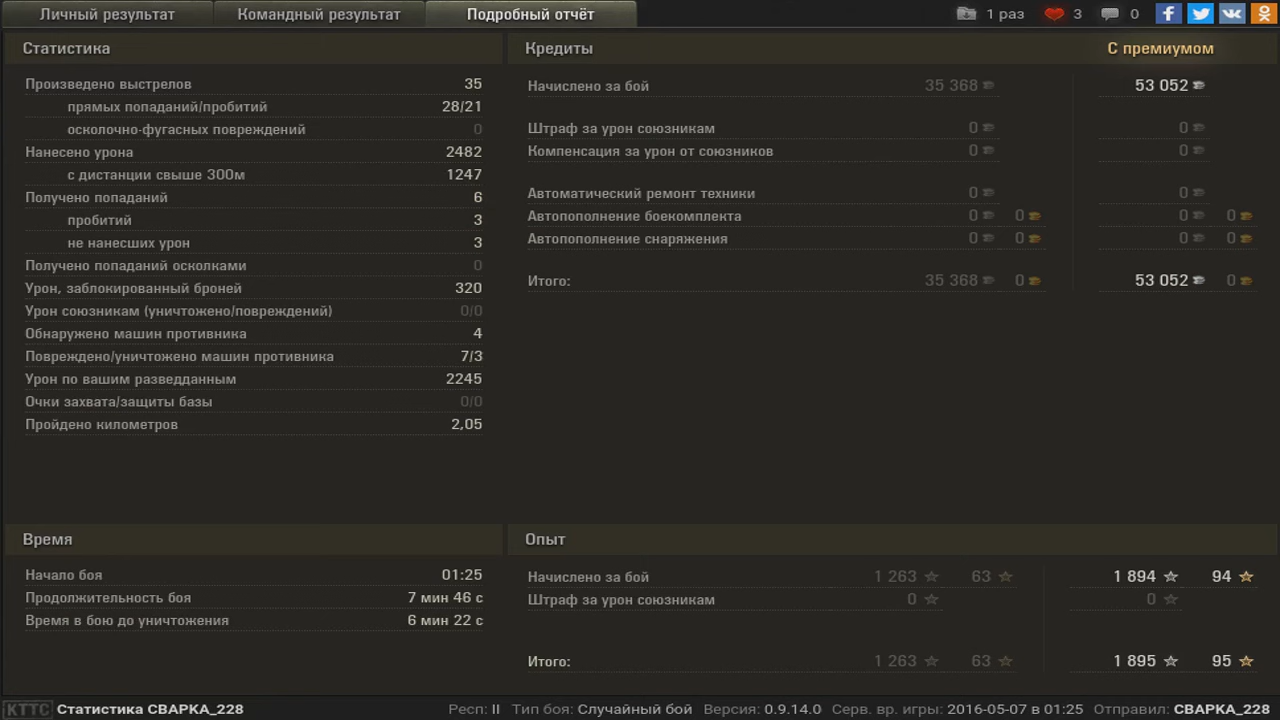 Личный результат Командный результат Подробный отчёт 1 раз 3 0
Статистика
Произведено выстрелов 35
прямых попаданий/пробитий 28/21
осколочно-фугасных повреждений 0
Нанесено урона 2482
с дистанции свыше 300м 1247
Получено попаданий 6
пробитий 3
не нанесших урон 3
Получено попаданий осколками 0
Урон, заблокированный броней 320
Урон союзникам (уничтожено/повреждений) 0/0
Обнаружено машин противника 4
Повреждено/уничтожено машин противника 7/3
Урон по вашим разведданным 2245
Очки захвата/защиты базы 0/0
Пройдено километров 2,05
Кредиты С премиумом
Начислено за бой 35 368 53 052
Штраф за урон союзникам 0 0
Компенсация за урон от союзников 0 0
Автоматический ремонт техники 0 0
Автопополнение боекомплекта 0 0 0 0
Автопополнение снаряжения 0 0 0 0
Итого: 35 368 0 53 052 0
Время
Начало боя 01:25
Продолжительность боя 7 мин 46 с
Время в бою до уничтожения 6 мин 22 с
Опыт
Начислено за бой 1 263 63 1 894 94
Штраф за урон союзникам 0 0
Итого: 1 263 63 1 895 95
КТТС Статистика СВАРКА_228 Респ: II Тип боя: Случайный бой Версия: 0.9.14.0 Серв. вр. игры: 2016-05-07 в 01:25 Отправил: СВАРКА_228